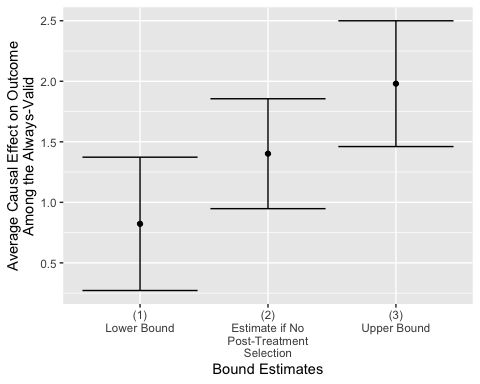 Average Causal Effect on Outcome
Among the Always-Valid
2.5
2.0
1.5
1.0
0.5
(1)
Lower Bound
(2)
Estimate if No
Post-Treatment
Selection
(3)
Upper Bound
Bound Estimates